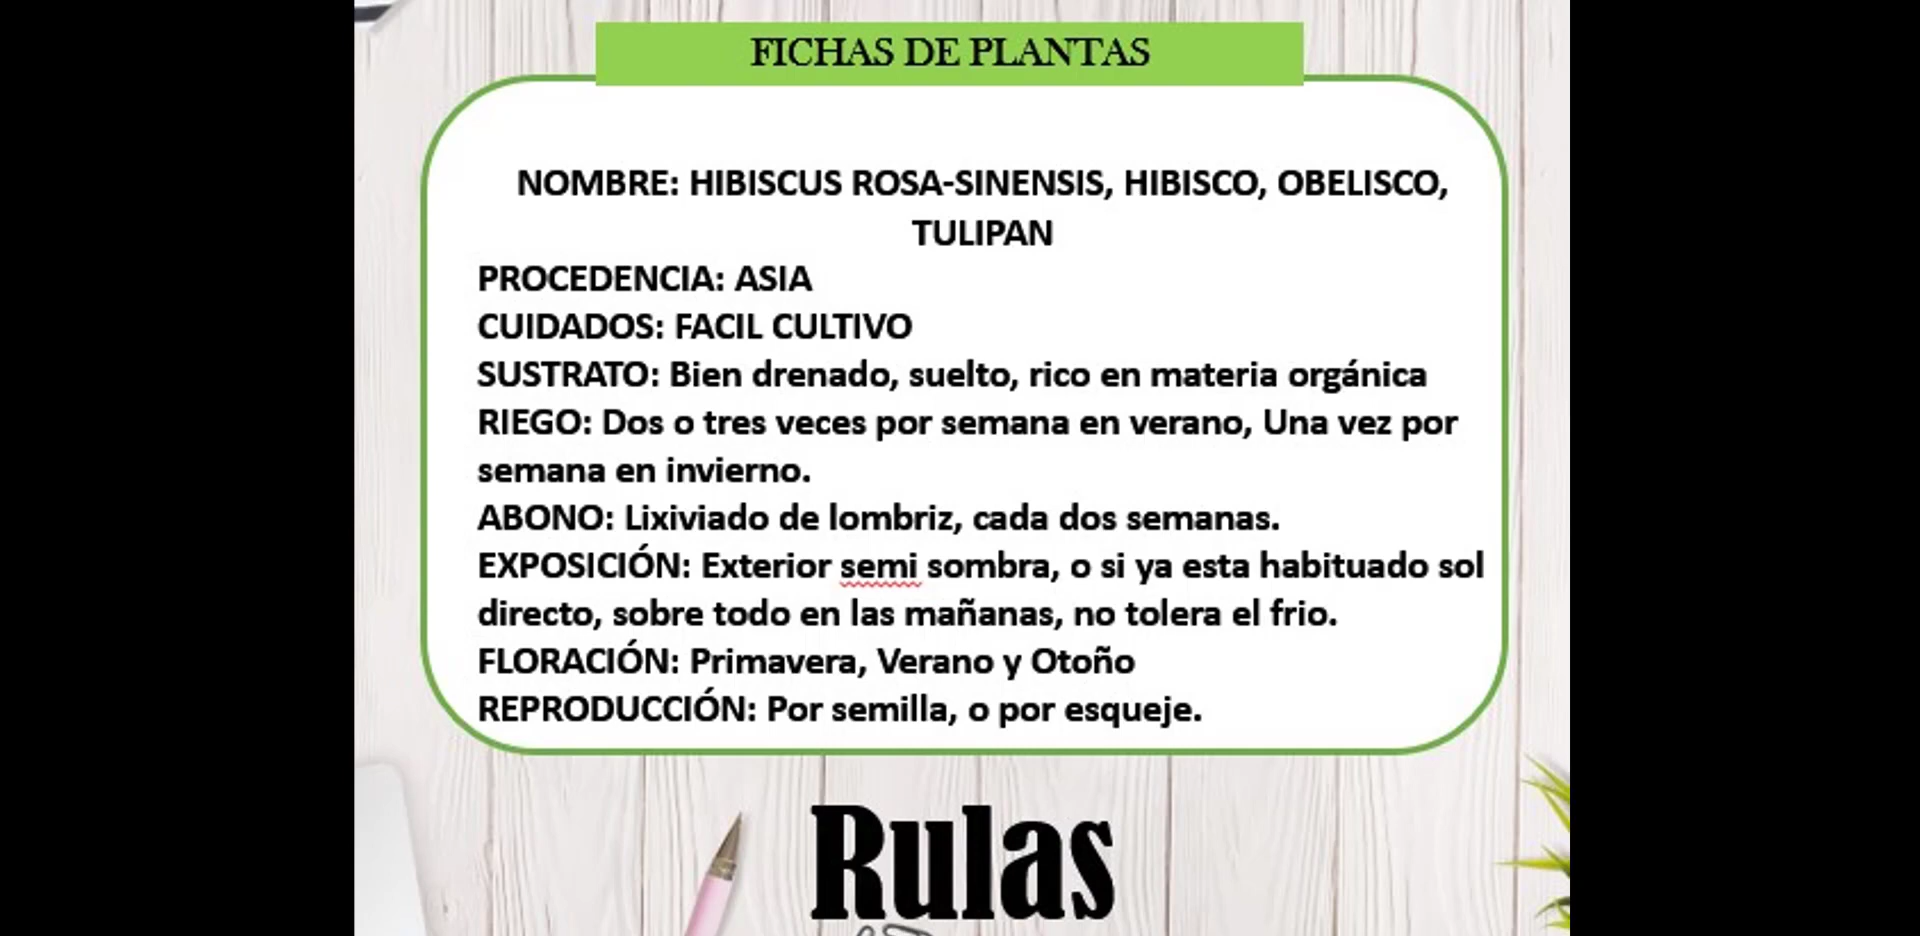 FICHAS DE PLANTAS
NOMBRE: HIBISCUS ROSA-SINENSIS, HIBISCO, OBELISCO,
TULIPAN
PROCEDENCIA: ASIA
CUIDADOS: FACIL CULTIVO
SUSTRATO: Bien drenado, suelto, rico en materia orgánica
RIEGO: Dos o tres veces por semana en verano, Una vez por
semana en invierno.
ABONO: Lixiviado de lombriz, cada dos semanas.
EXPOSICIÓN: Exterior semi sombra, o si ya esta habituado sol
directo, sobre todo en las mañanas, no tolera el frio.
FLORACIÓN: Primavera, Verano y Otoño
REPRODUCCIÓN: Por semilla, o por esqueje.
Rulas